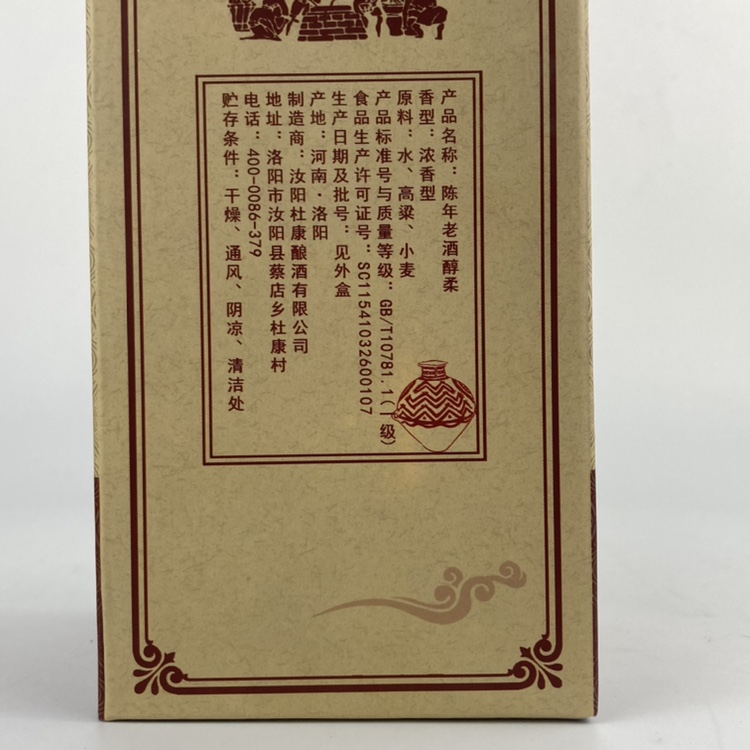 产品名称：陈年老酒醇柔
香型：浓香型
原料：水、高粱、小麦
产品标准号与质量等级：GB/T10781.1(一级)
食品生产许可证号：SC11541032600107
生产日期及批号：见外盒
产地：河南·洛阳
制造商：汝阳杜康酿酒有限公司
地址：洛阳市汝阳县蔡店乡杜康村
电话：400-0086-379
贮存条件：干燥、通风、阴凉、清洁处